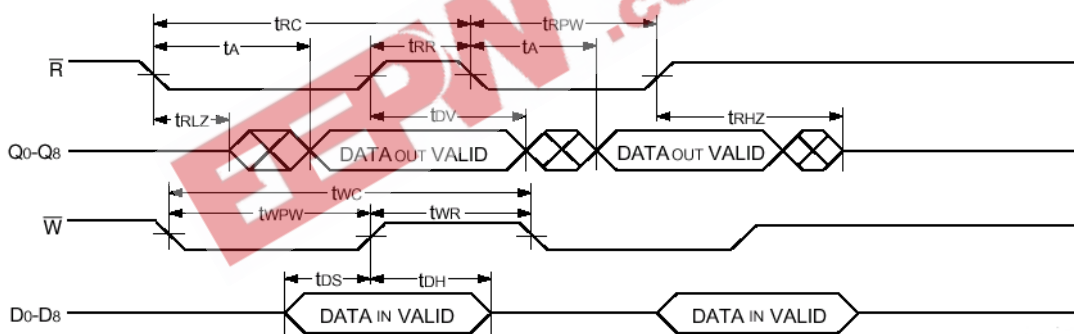 tRC tRPW
tA tRR tA
R
tRLZ tDV tRHZ
Q0-Q8 DATA OUT VALID DATA OUT VALID
tWC
tWPW tWR
W
tDS tDH
D0-D8 DATA IN VALID DATA IN VALID
EEPW.c